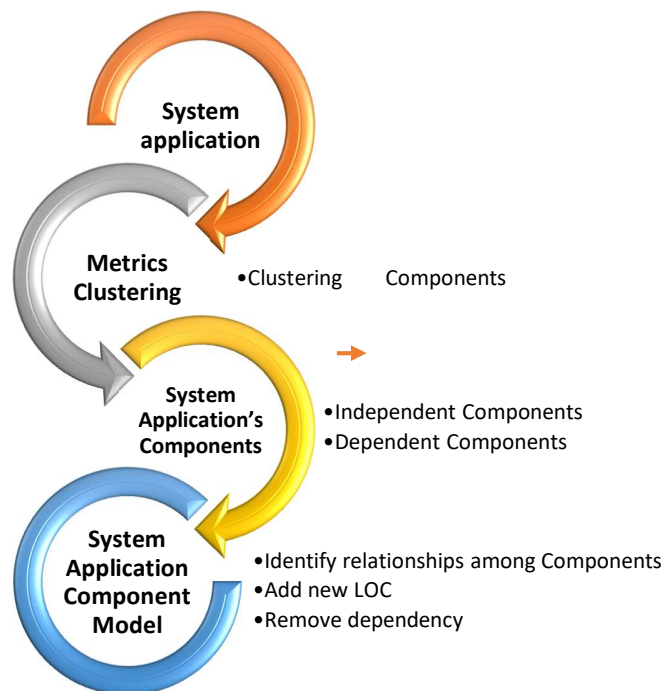 System
application
Metrics
Clustering
•Clustering Components
System
Application's
Components
•Independent Components
•Dependent Components
System
Application
Component
Model
•Identify relationships among Components
•Add new LOC
•Remove dependency